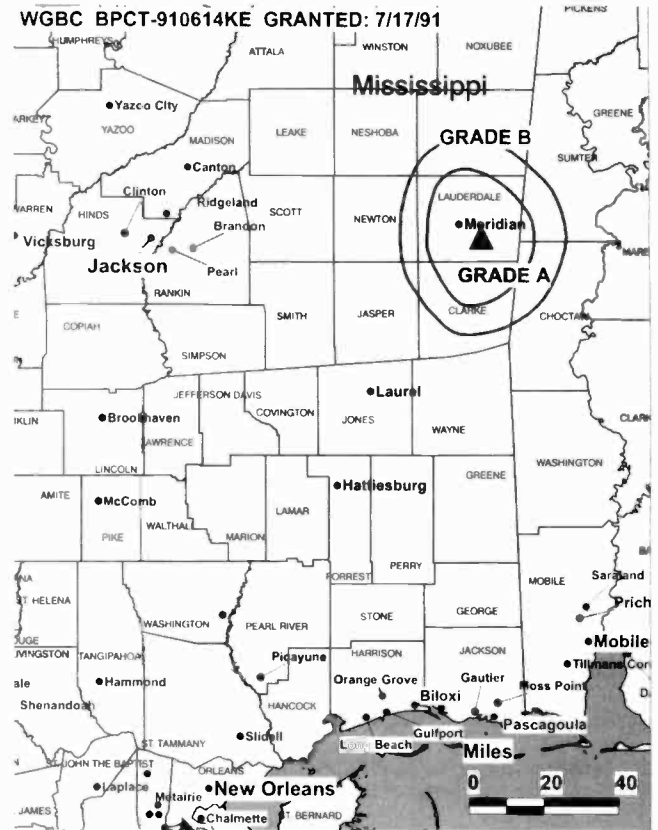 WGBC BPCT-910614KE GRANTED: 7/17/91
PICKENS
HUMPHREYS
ATTALA
WINSTON
NOXUBEE
Mississippi
Yazoo City
YAZOO
GREENE
MADISON
LEAKE
NESHOBA
GRADE B
SUMTER
Canton
Clinton
LAUDERDALE
WARREN
HINDS
Ridgeland
SCOTT
NEWTON
Meridian
Brandon
Vicksburg
Jackson
Pearl
GRADE A
RANKIN
SMITH
JASPER
CLARKE
CHOCTAW
COPIAH
SIMPSON
JEFFERSON DAVIS
Laurel
COVINGTON
JONES
Brookhaven
WAYNE
LAWRENCE
LINCOLN
WASHINGTON
GREENE
AMITE
Hattiesburg
McComb
LAMAR
WALTHAL
PIKE
MARION
PERRY
FORREST
MOBILE
Saraland
ST HELENA
STONE
GEORGE
Prich
WASHINGTON
PEARL RIVER
Mobile
TANGIPAHOA
HARRISON
JACKSON
Picayune
Tillmans
Orange Grove
Gautier
Hammond
Biloxi
Moss Point
Shenandoah
HANCOCK
Pascagoula
Gulfport
Slidell
Long Beach
Miles
ST TAMMANY
ST JOHN THE BAPTIST
ORLEANS
Laplace
New Orleans
0 20 40
Metairie
JAMES
Chalmette
ST BERNARD